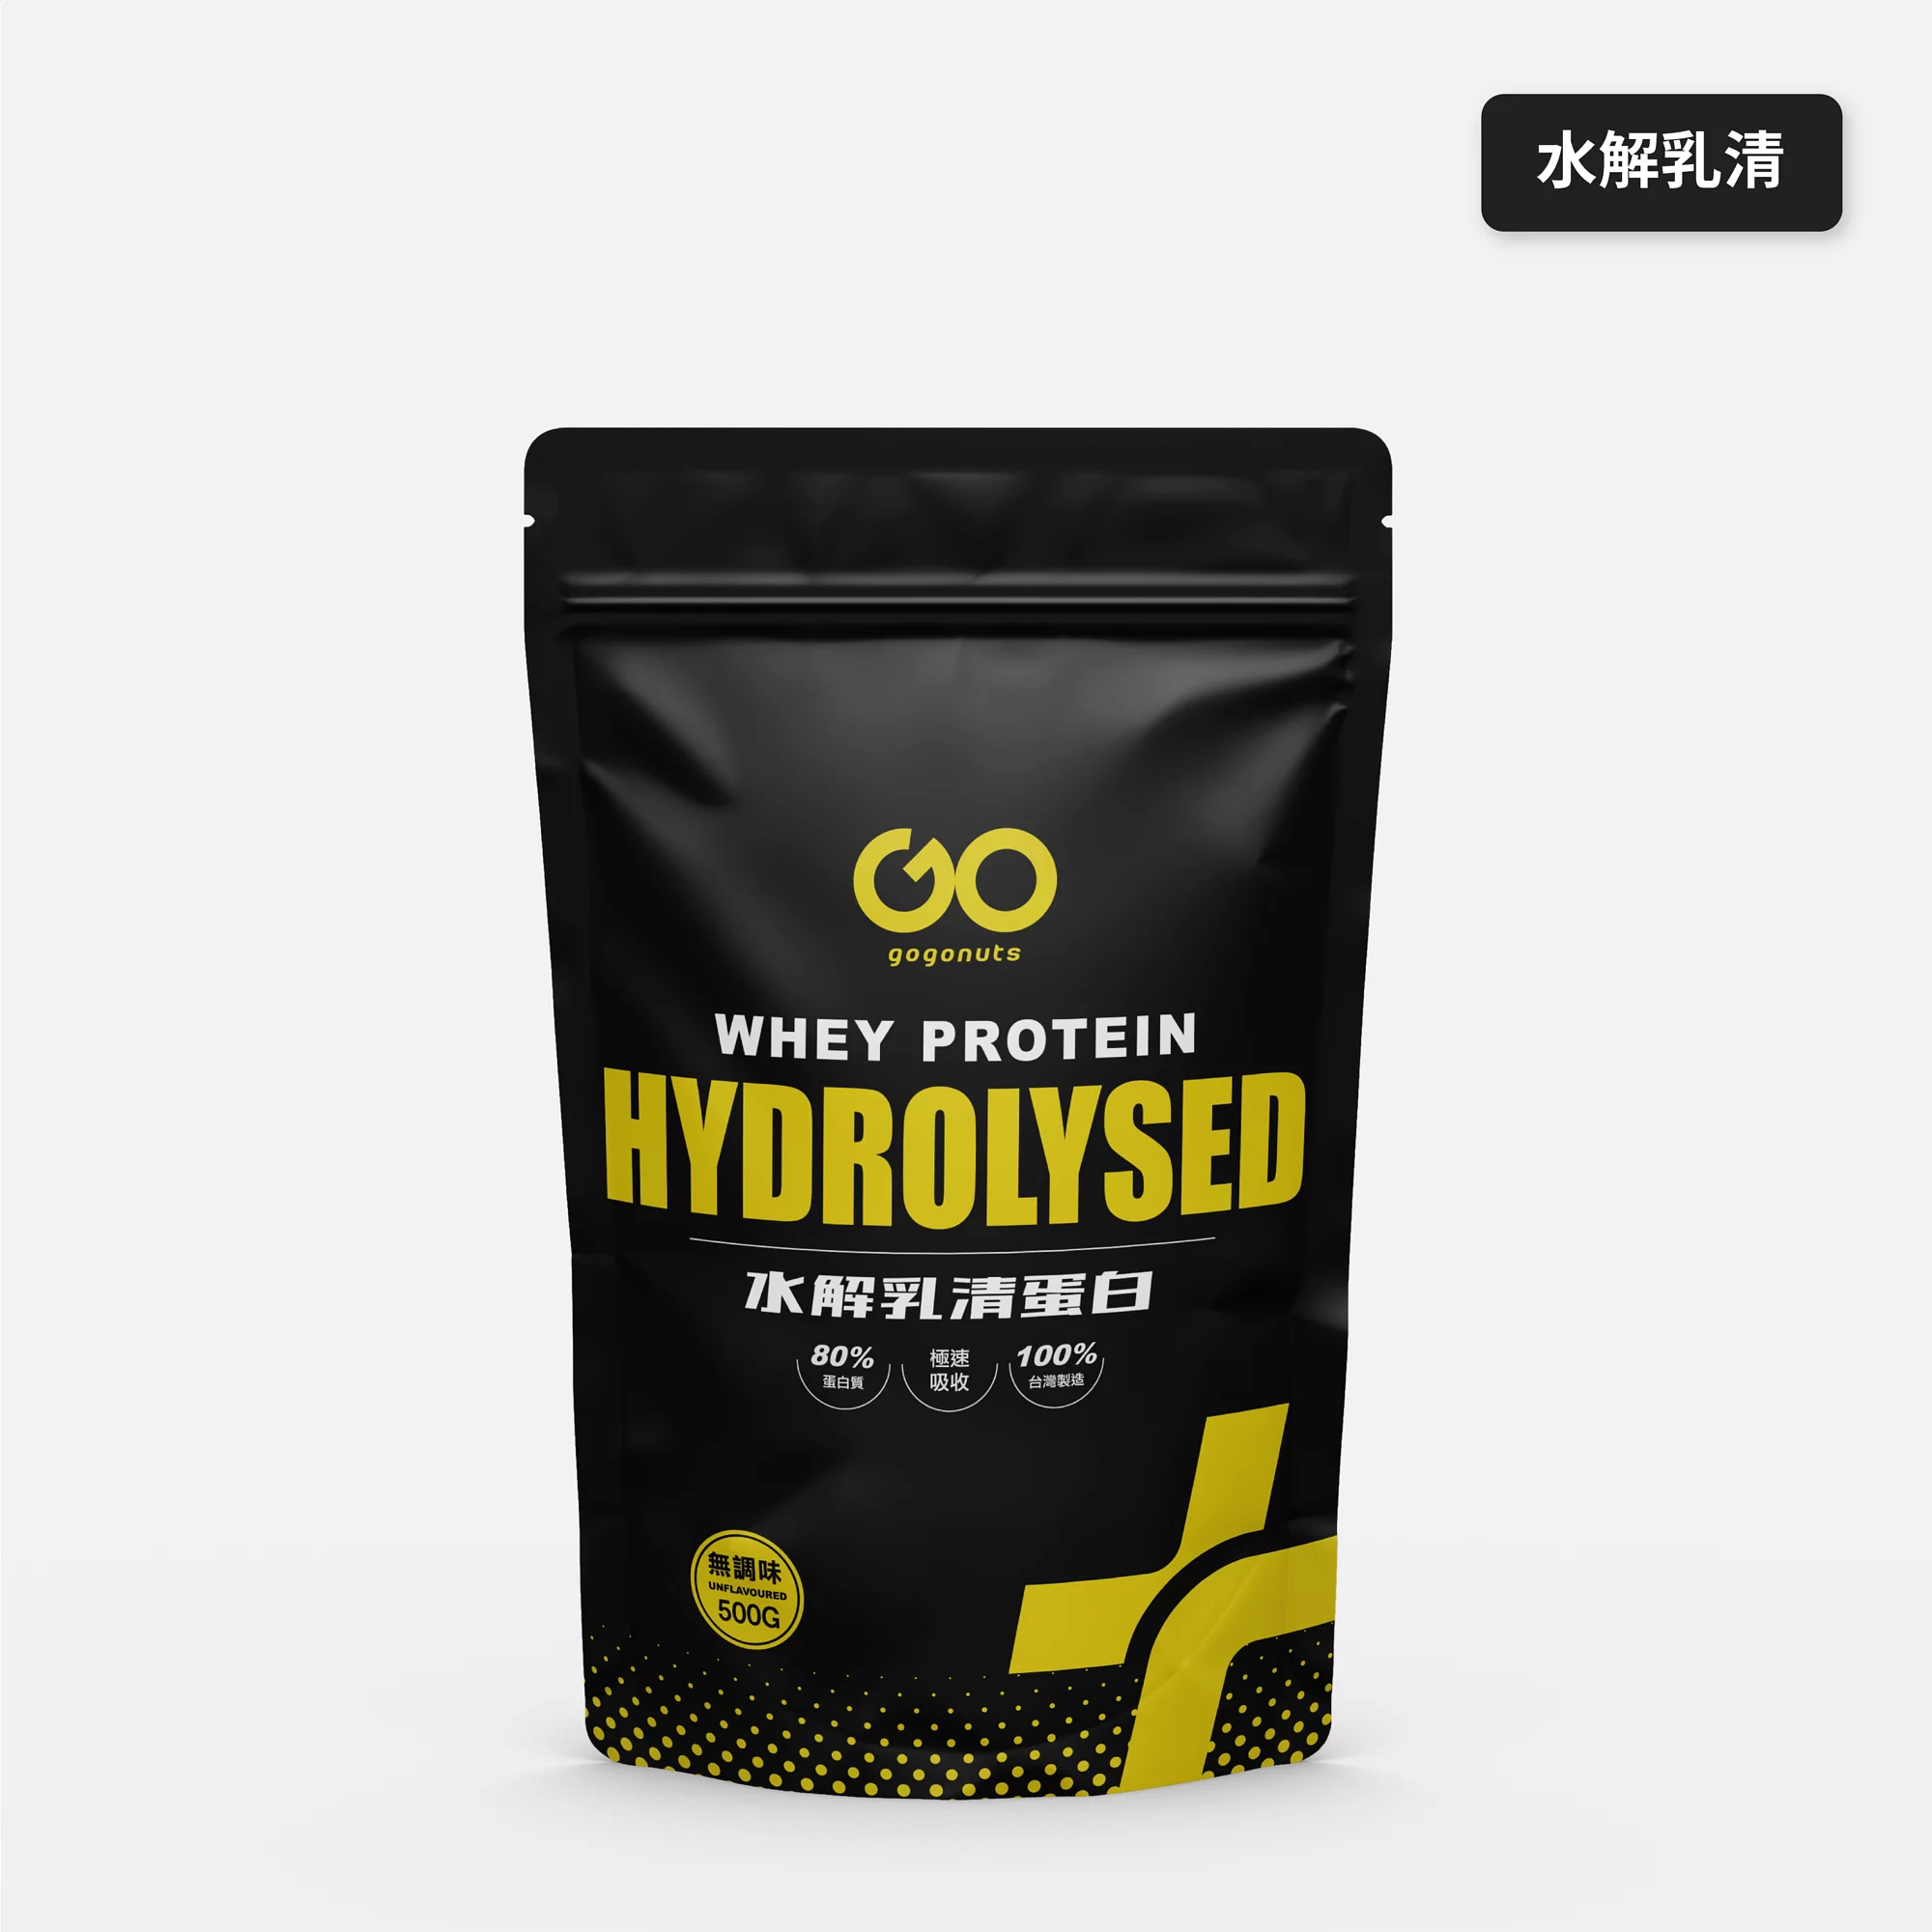 水解乳清
GO
gogonuts
WHEY PROTEIN
HYDROLYSED
水解乳清蛋白
80%
蛋白質
極速
吸收
100%
台灣製造
無調味
UNFLAVOURED
500G